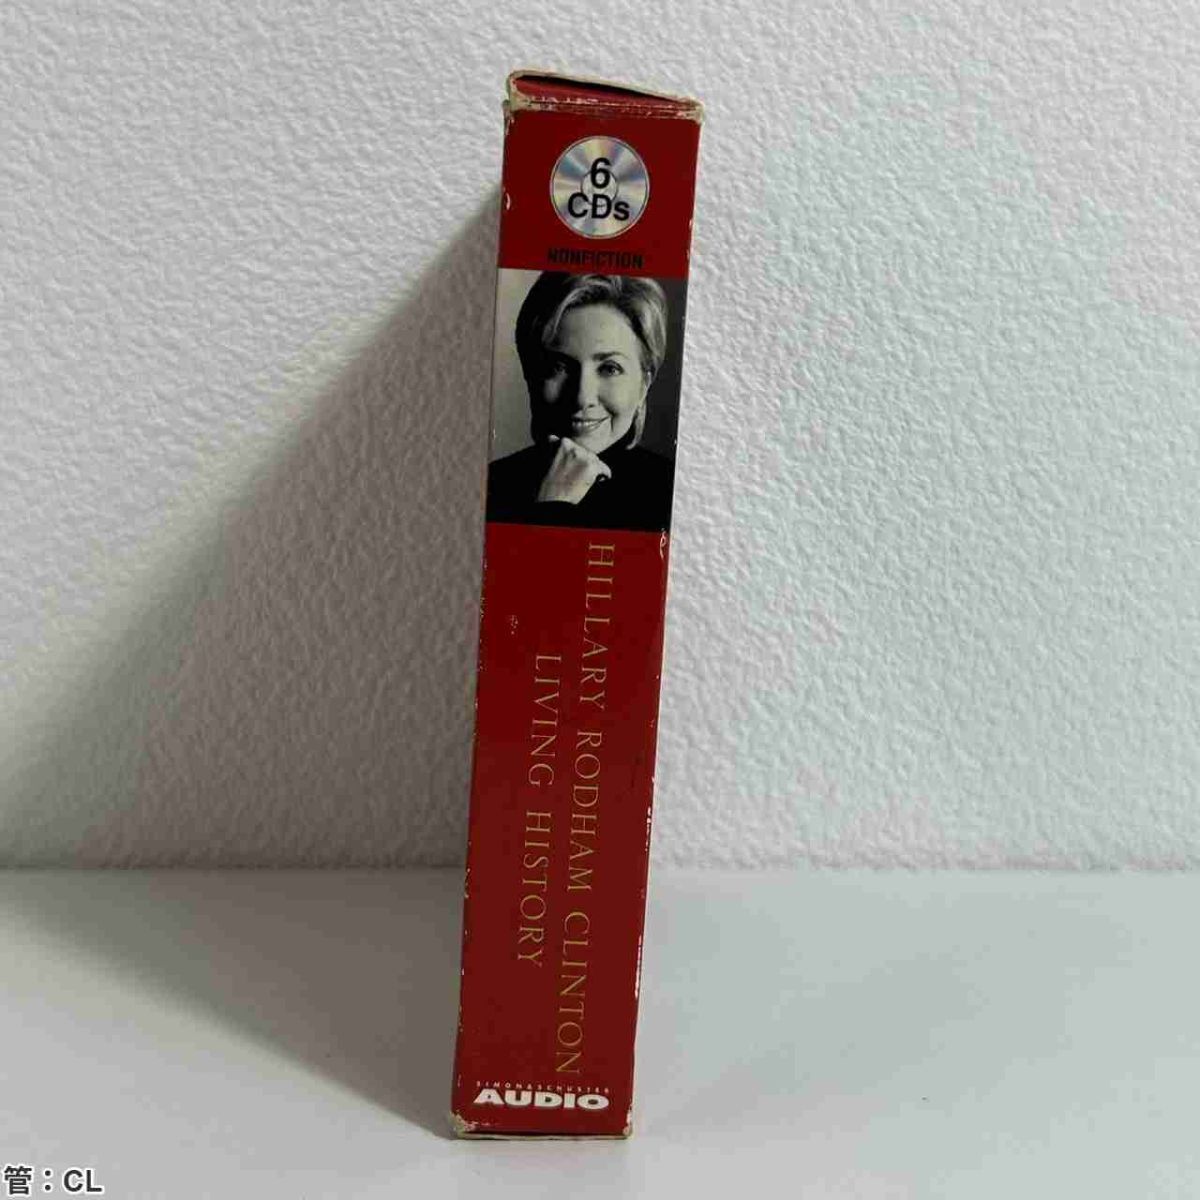 6
CDs
NONFICTION
HILLARY RODHAM CLINTON
LIVING HISTORY
SIMON & SCHUSTER
AUDIO
管：CL